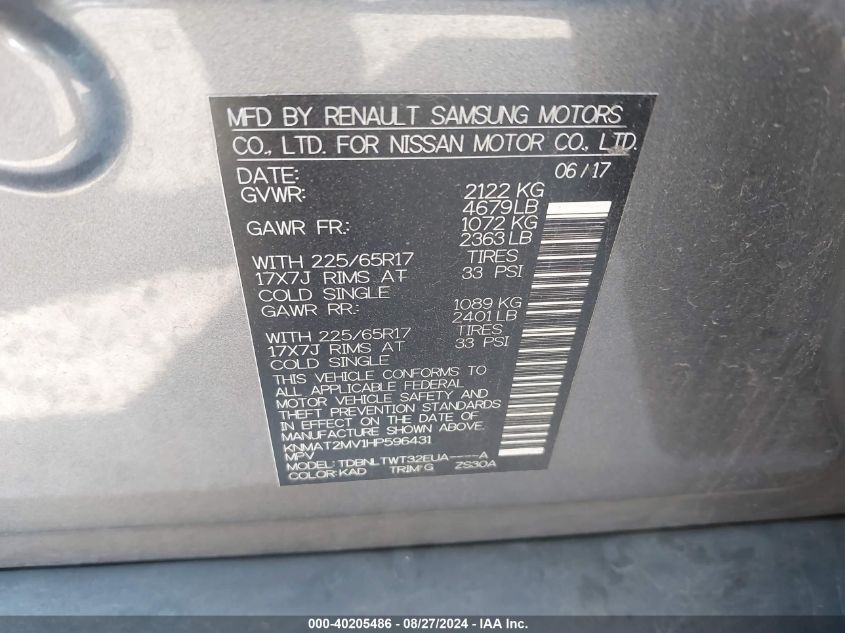 MFD BY RENAULT SAMSUNG MOTORS
CO., LTD. FOR NISSAN MOTOR CO., LTD.
DATE: 06/17
GVWR: 2122 KG
4679LB
GAWR FR.: 1072 KG
2363LB
WITH 225/65R17 TIRES
17X7J RIMS AT 33 PSI
COLD SINGLE
GAWR RR.: 1089 KG
2401LB
WITH 225/65R17 TIRES
17X7J RIMS AT 33 PSI
COLD SINGLE
THIS VEHICLE CONFORMS TO
ALL APPLICABLE FEDERAL
MOTOR VEHICLE SAFETY AND
THEFT PREVENTION STANDARDS
IN EFFECT ON THE DATE OF
MANUFACTURE SHOWN ABOVE.
KNMAT2MV1HP596431
MPV
MODEL: TDBNLTWT32EUA----A
COLOR:KAD TRIM:G ZS30A
000-40205486 - 08/27/2024 - IAA Inc.